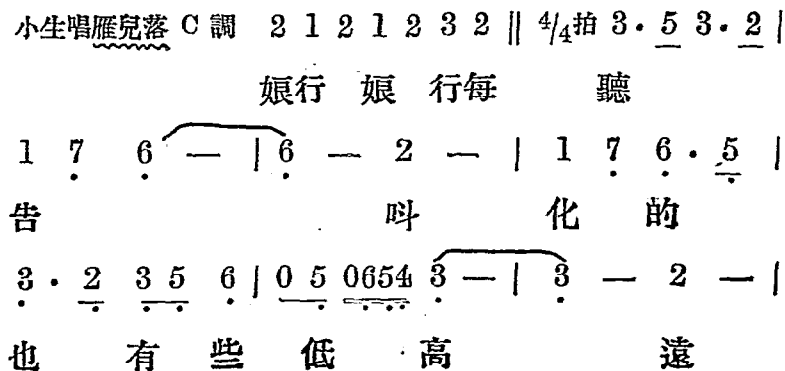 小生唱雁兒落 C 調 2 1 2 1 2 3 2 || 4/4拍 3 . 5 3 . 2 |
娘行 娘 行每 聽
1 7 6 — | 6 — 2 — | 1 7 6 . 5 |
告 呌 化 的
3 . 2 3 5 6 | 0 5 0654 3 — | 3 — 2 — |
也 有 些 低 高 遠